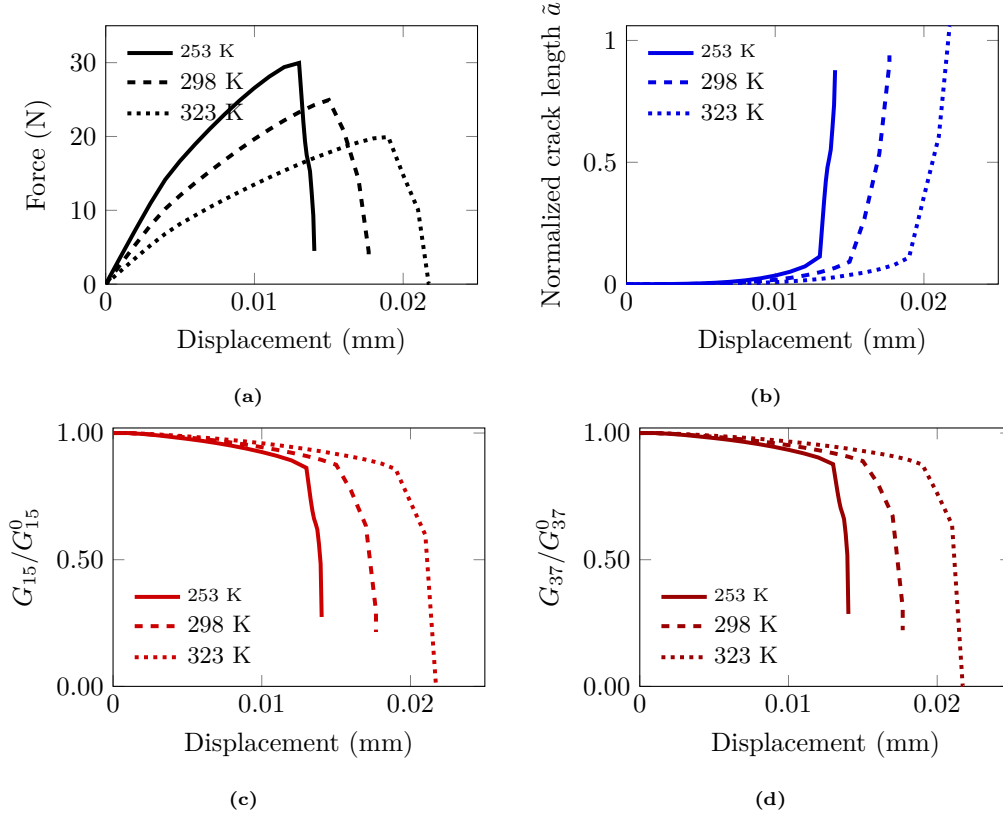 Force (N)
30
20
10
0
253 K
298 K
323 K
0
0.01
0.02
Displacement (mm)
(a)
Normalized crack length ã
1
0.5
0
253 K
298 K
323 K
0
0.01
0.02
Displacement (mm)
(b)
G15/G^0_15
1.00
0.50
0.00
253 K
298 K
323 K
0
0.01
0.02
Displacement (mm)
(c)
G37/G^0_37
1.00
0.50
0.00
253 K
298 K
323 K
0
0.01
0.02
Displacement (mm)
(d)